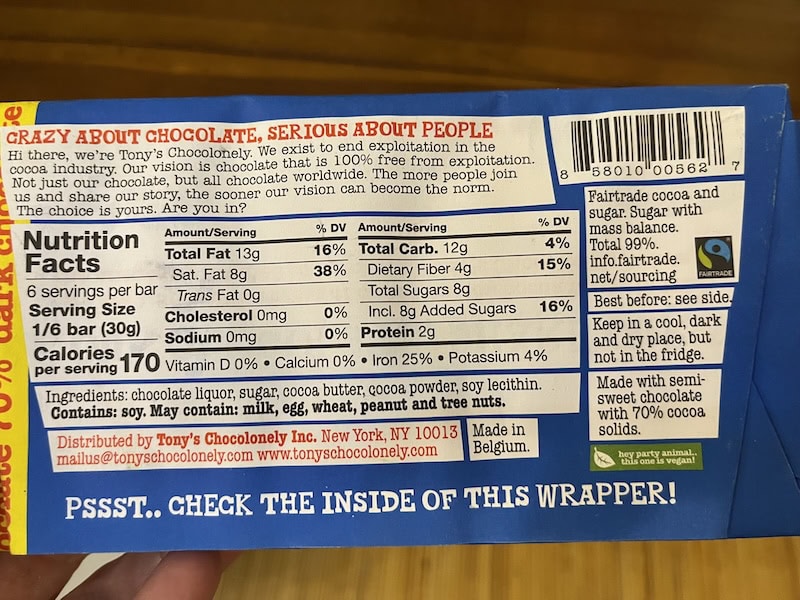 CRAZY ABOUT CHOCOLATE, SERIOUS ABOUT PEOPLE
Hi there, we're Tony's Chocolonely. We exist to end exploitation in the
cocoa industry. Our vision is chocolate that is 100% free from exploitation.
Not just our chocolate, but all chocolate worldwide. The more people join
us and share our story, the sooner our vision can become the norm.
The choice is yours. Are you in?
8 58010 00562 7
Nutrition
Facts
6 servings per bar
Serving Size
1/6 bar (30g)
Calories
per serving 170
Amount/Serving % DV
Total Fat 13g 16%
Sat. Fat 8g 38%
Trans Fat 0g
Cholesterol 0mg 0%
Sodium 0mg 0%
Amount/Serving % DV
Total Carb. 12g 4%
Dietary Fiber 4g 15%
Total Sugars 8g
Incl. 8g Added Sugars 16%
Protein 2g
Vitamin D 0% • Calcium 0% • Iron 25% • Potassium 4%
Ingredients: chocolate liquor, sugar, cocoa butter, cocoa powder, soy lecithin.
Contains: soy. May contain: milk, egg, wheat, peanut and tree nuts.
Distributed by Tony's Chocolonely Inc. New York, NY 10013
mailus@tonyschocolonely.com www.tonyschocolonely.com
Made in
Belgium.
Fairtrade cocoa and
sugar. Sugar with
mass balance.
Total 99%.
info.fairtrade.
net/sourcing
FAIRTRADE
Best before: see side.
Keep in a cool, dark
and dry place, but
not in the fridge.
Made with semi-
sweet chocolate
with 70% cocoa
solids.
hey party animal..
this one is vegan!
PSSST.. CHECK THE INSIDE OF THIS WRAPPER!
70% dark